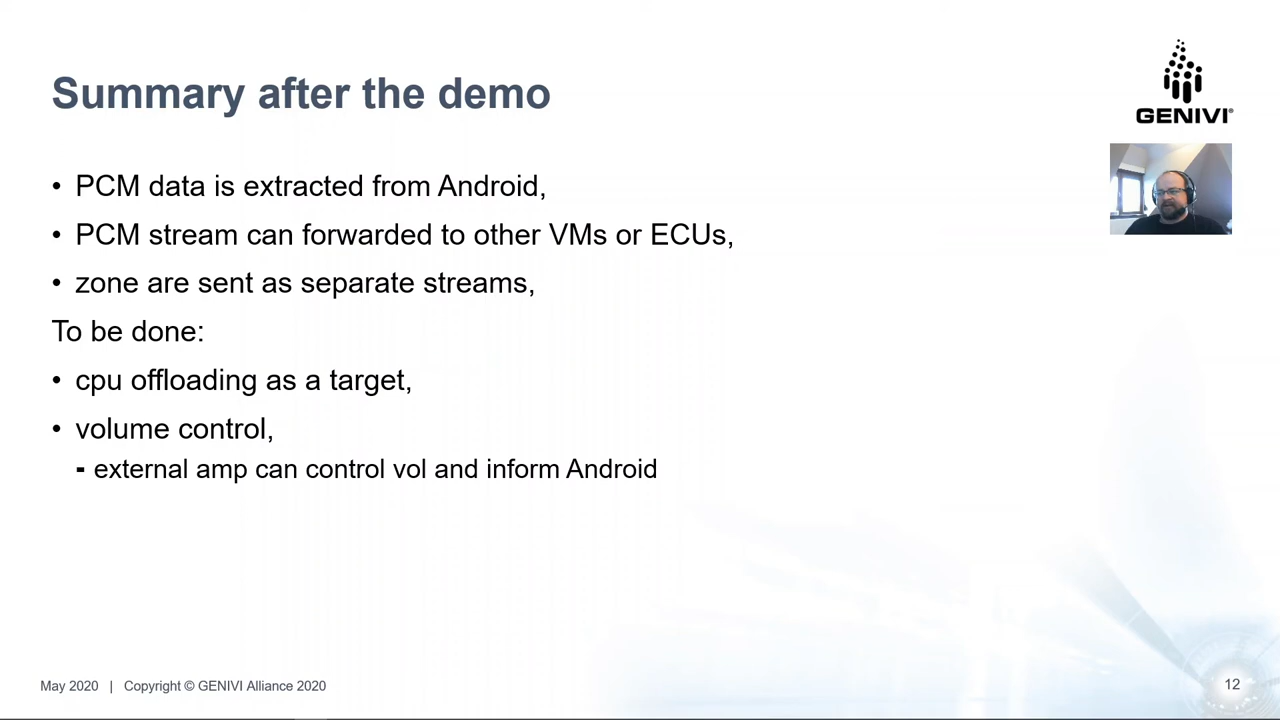 Summary after the demo
GENIVI®
• PCM data is extracted from Android,
• PCM stream can forwarded to other VMs or ECUs,
• zone are sent as separate streams,
To be done:
• cpu offloading as a target,
• volume control,
- external amp can control vol and inform Android
May 2020 | Copyright © GENIVI Alliance 2020
12